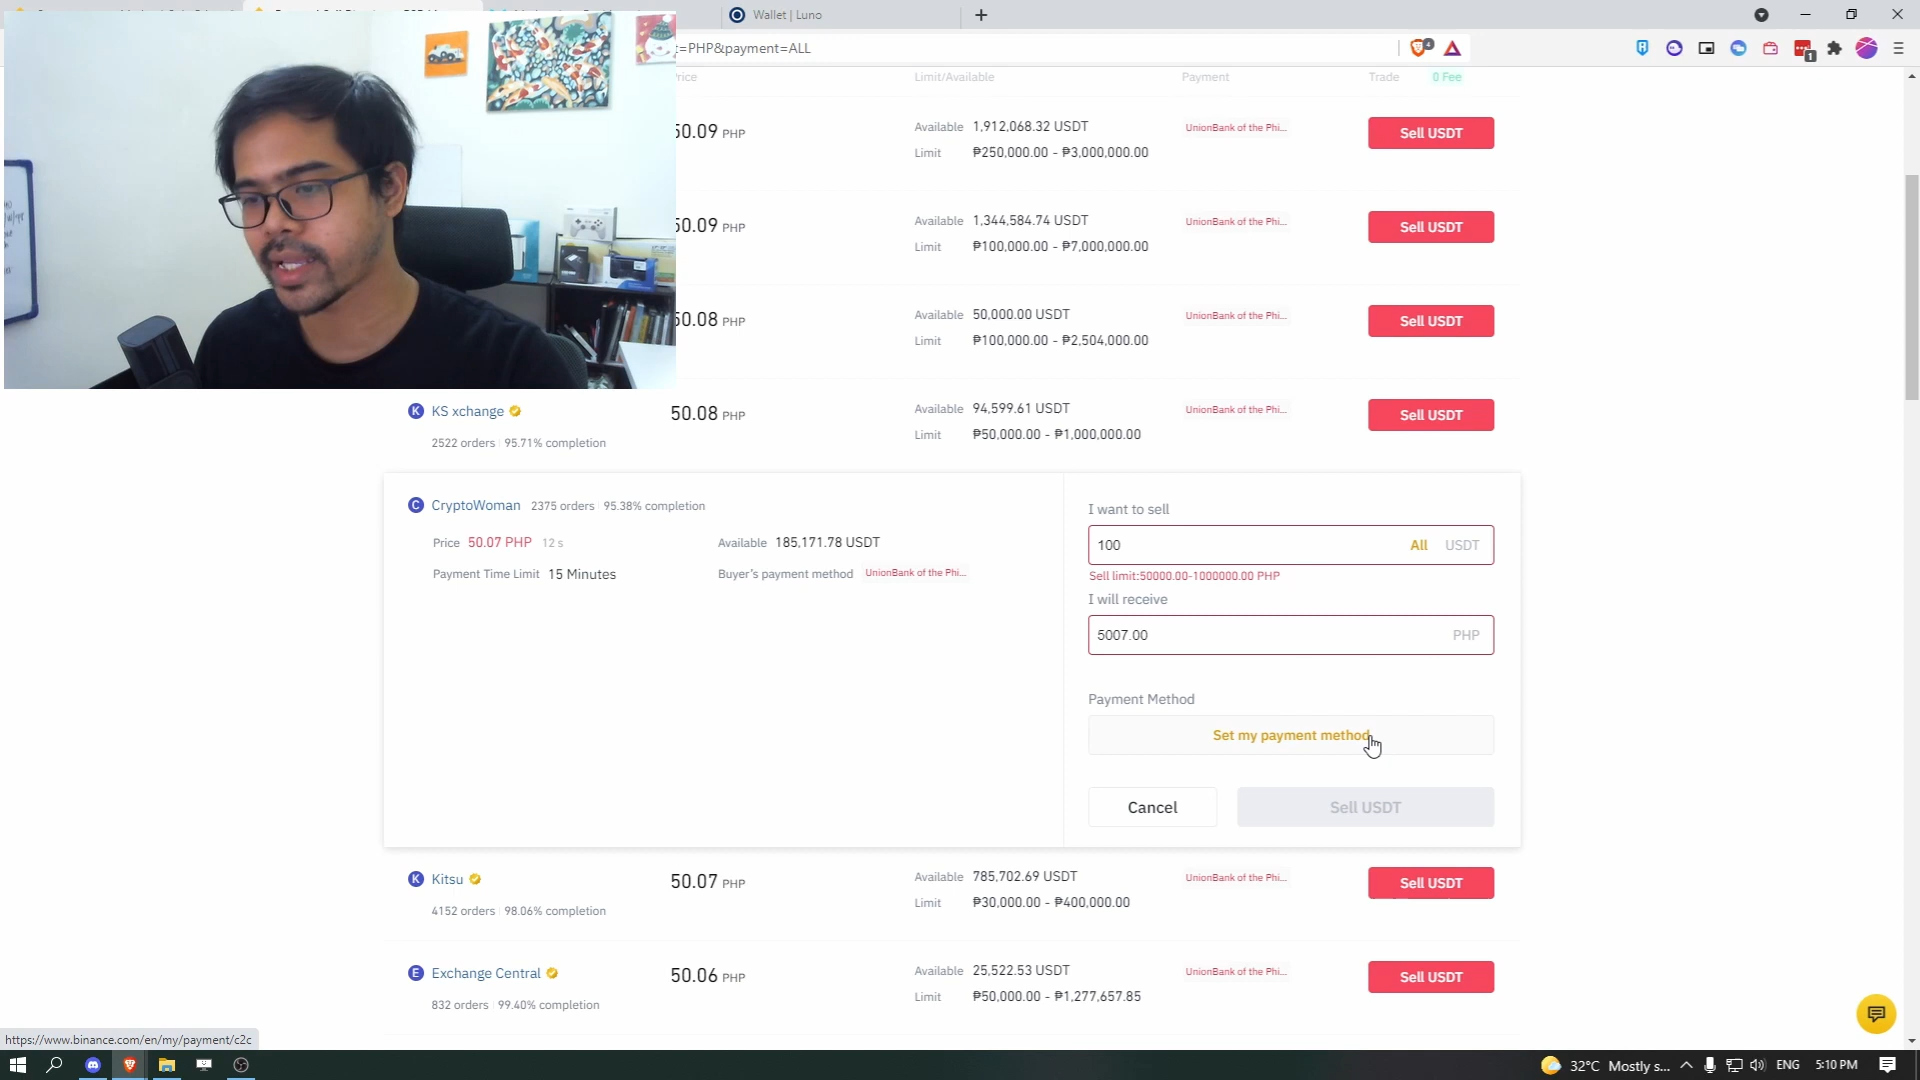 Wallet | Luno
t=PHP&payment=ALL
4
1
Price
Limit/Available
Payment
Trade
0 Fee
50.09 PHP
Available 1,912,068.32 USDT
UnionBank of the Phi...
Sell USDT
Limit ₱250,000.00 - ₱3,000,000.00
50.09 PHP
Available 1,344,584.74 USDT
UnionBank of the Phi...
Sell USDT
Limit ₱100,000.00 - ₱7,000,000.00
50.08 PHP
Available 50,000.00 USDT
UnionBank of the Phi...
Sell USDT
Limit ₱100,000.00 - ₱2,504,000.00
K KS xchange
50.08 PHP
Available 94,599.61 USDT
UnionBank of the Phi...
Sell USDT
2522 orders | 95.71% completion
Limit ₱50,000.00 - ₱1,000,000.00
C CryptoWoman 2375 orders | 95.38% completion
Price 50.07 PHP 12 s
Available 185,171.78 USDT
Payment Time Limit 15 Minutes
Buyer's payment method UnionBank of the Phi...
I want to sell
100 All USDT
Sell limit:50000.00-1000000.00 PHP
I will receive
5007.00 PHP
Payment Method
Set my payment method
Cancel
Sell USDT
K Kitsu
50.07 PHP
Available 785,702.69 USDT
UnionBank of the Phi...
Sell USDT
4152 orders | 98.06% completion
Limit ₱30,000.00 - ₱400,000.00
E Exchange Central
50.06 PHP
Available 25,522.53 USDT
UnionBank of the Phi...
Sell USDT
832 orders | 99.40% completion
Limit ₱50,000.00 - ₱1,277,657.85
https://www.binance.com/en/my/payment/c2c
32°C Mostly s...
ENG
5:10 PM